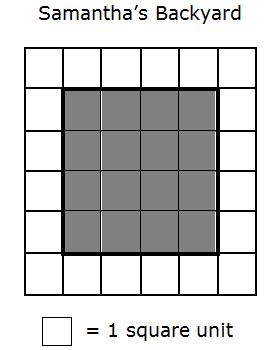 Samantha’s Backyard
= 1 square unit